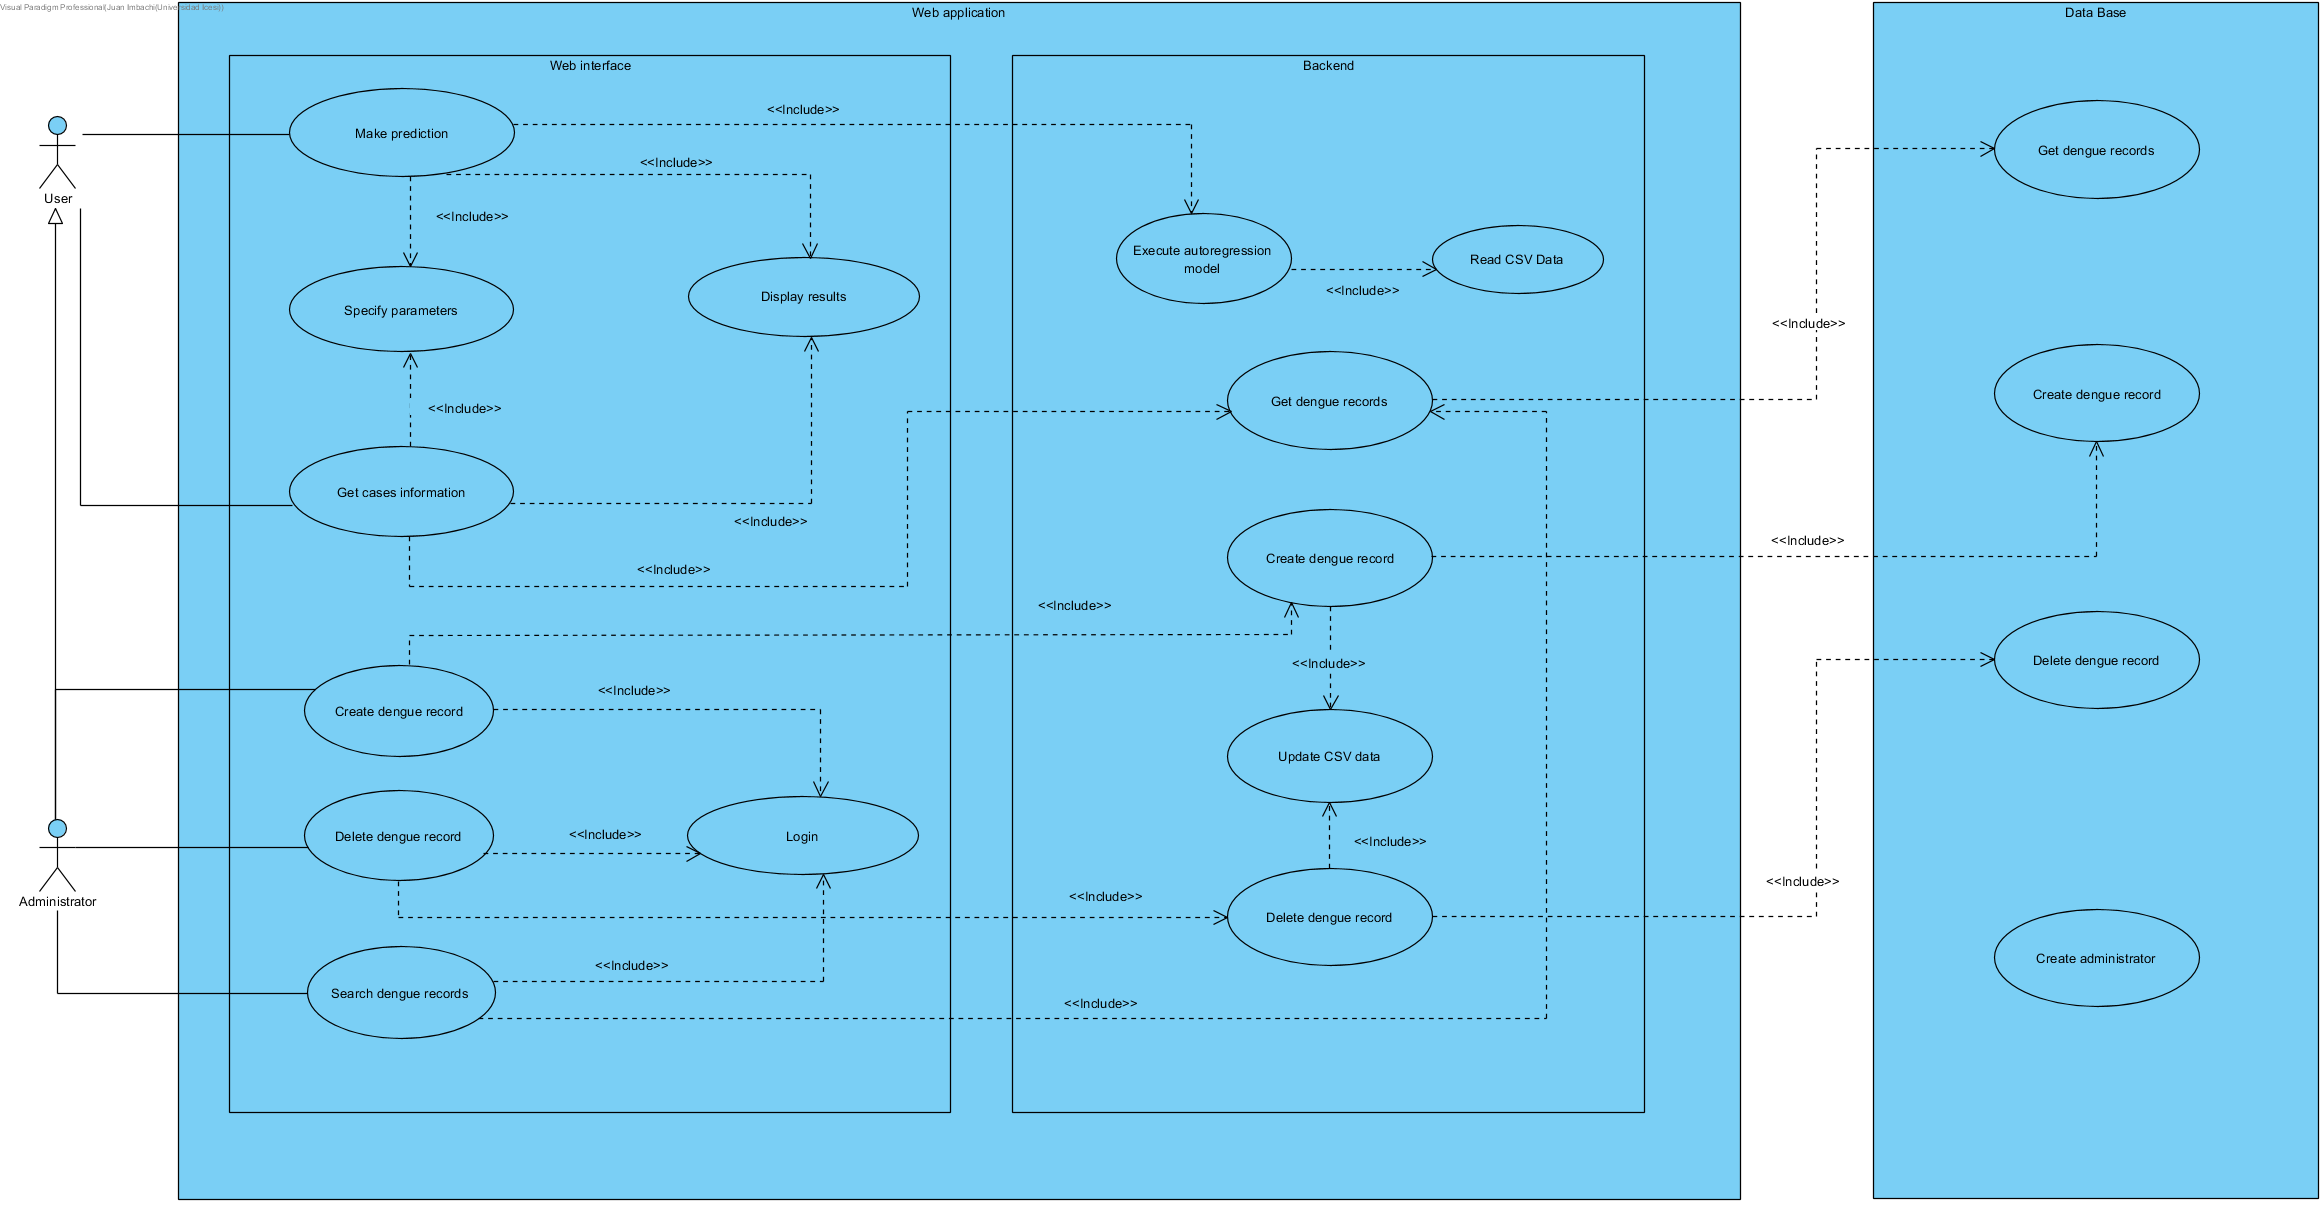 Visual Paradigm Professional(Juan Imbachi(Universidad Icesi))
Web application
Data Base
Web interface
Backend
User
Administrator
Make prediction
<<Include>>
<<Include>>
<<Include>>
Specify parameters
Display results
<<Include>>
Get cases information
<<Include>>
<<Include>>
<<Include>>
Create dengue record
<<Include>>
Delete dengue record
<<Include>>
Login
<<Include>>
Search dengue records
<<Include>>
<<Include>>
Execute autoregression
model
<<Include>>
Read CSV Data
Get dengue records
Create dengue record
<<Include>>
Update CSV data
<<Include>>
Delete dengue record
<<Include>>
<<Include>>
<<Include>>
Get dengue records
Create dengue record
Delete dengue record
Create administrator